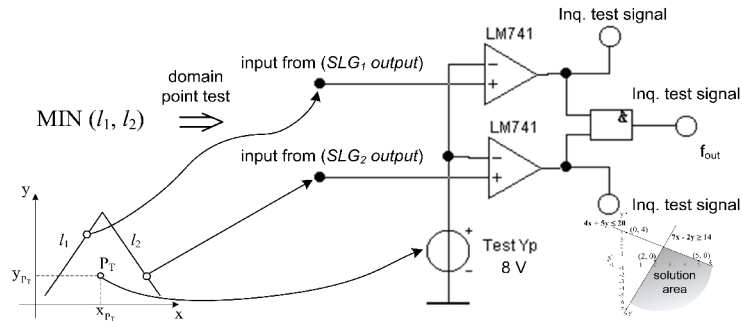 Inq. test signal
LM741
input from (SLG1 output)
domain
point test
MIN (l1, l2)
Inq. test signal
&
LM741
input from (SLG2 output)
fout
y
l1
l2
PT
yPT
xPT
x
Test Yp
8 V
Inq. test signal
4x + 5y ≤ 20
(0, 4)
7x - 2y ≥ 14
(2, 0)
(5, 0)
solution
area